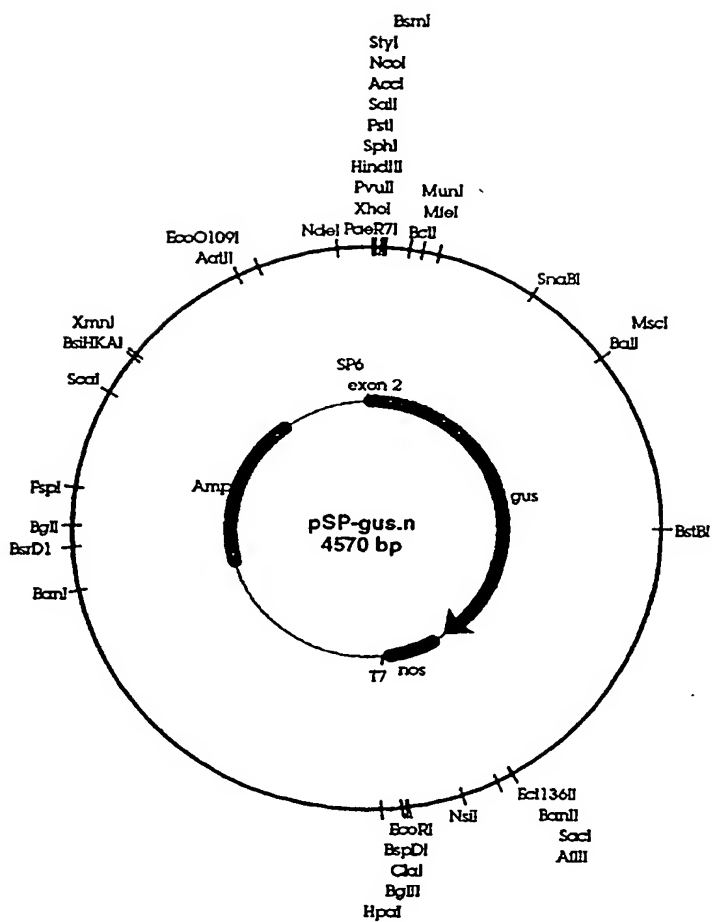 BsmI
StyI
NcoI
AccI
SalI
PstI
SphI
HindIII
PvuII
XhoI
PaeR7I
MunI
MfeI
BclI
NdeI
EcoO109I
AatII
SnaBI
XmnI
BsiHKAI
MscI
BalI
ScaI
SP6
exon 2
FspI
Amp
gus
BglI
pSP-gus.n
4570 bp
BstBI
BsrD1
BanI
T7
nos
Ecl136II
BanII
SacI
AflII
NsiI
EcoRI
BspDI
ClaI
BglII
HpaI